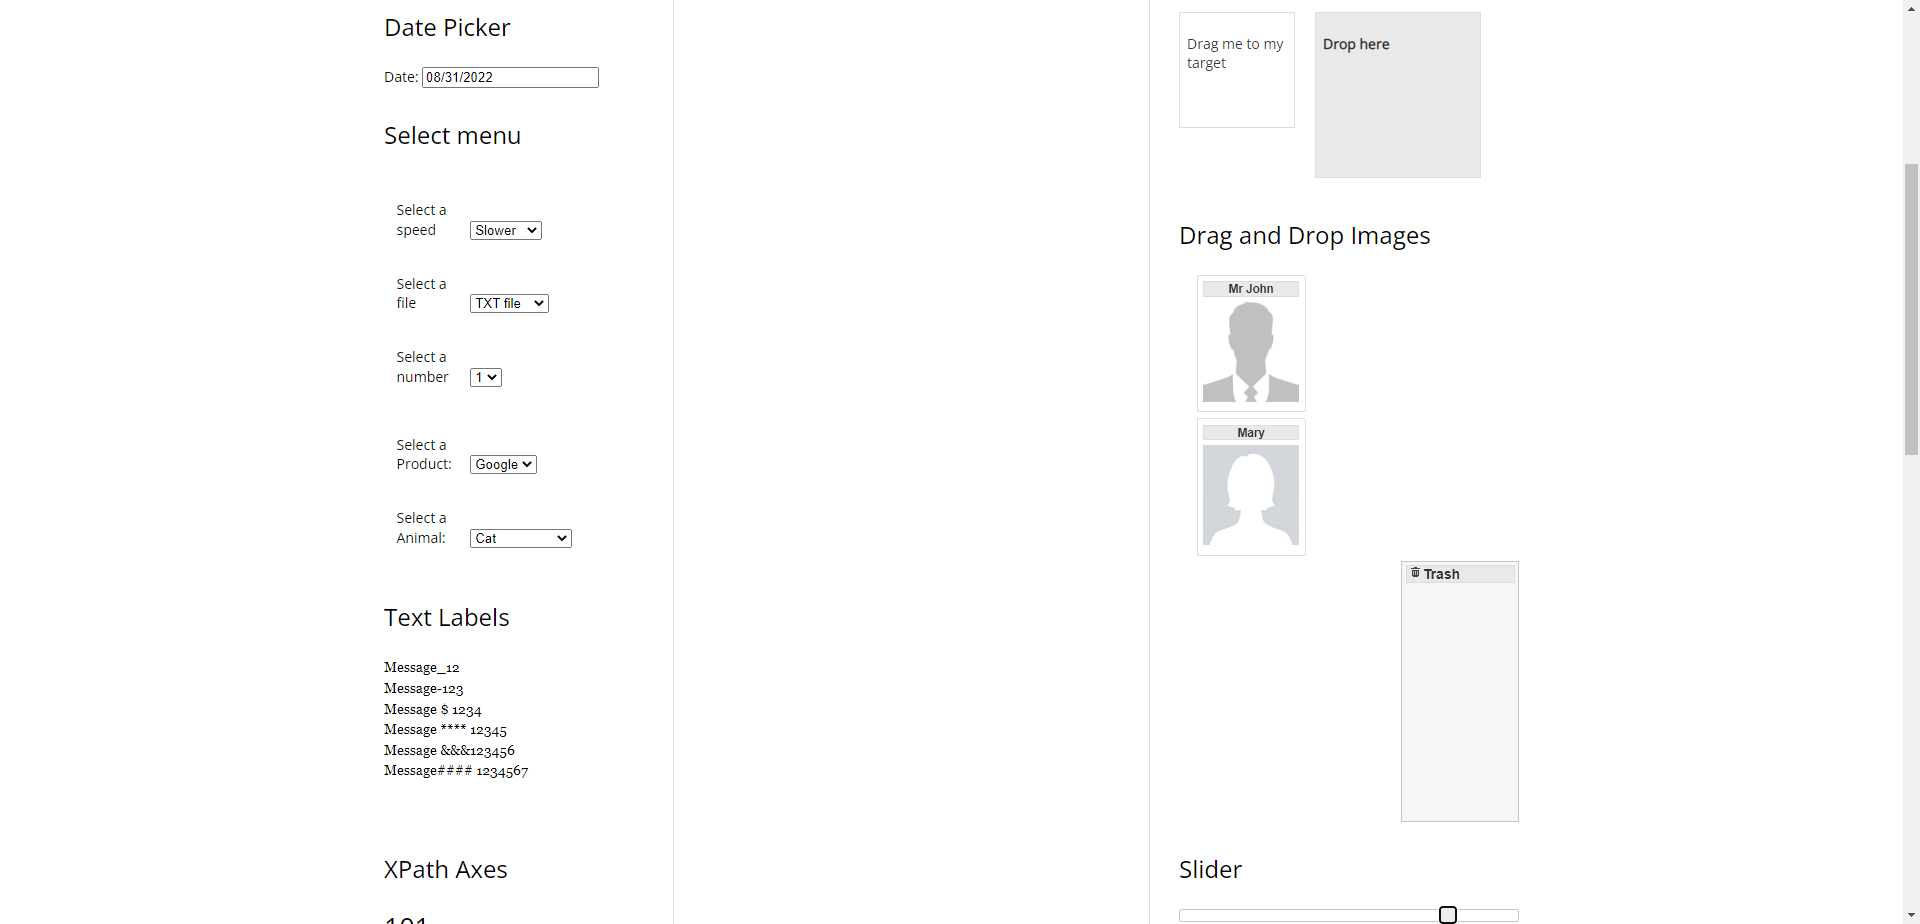 Date Picker
Date: 08/31/2022
Select menu
Select a
speed
Slower
Select a
file
TXT file
Select a
number
1
Select a
Product:
Google
Select a
Animal:
Cat
Text Labels
Message_12
Message-123
Message $ 1234
Message **** 12345
Message &&&123456
Message#### 1234567
XPath Axes
101
Drag me to my
target
Drop here
Drag and Drop Images
Mr John
Mary
Trash
Slider